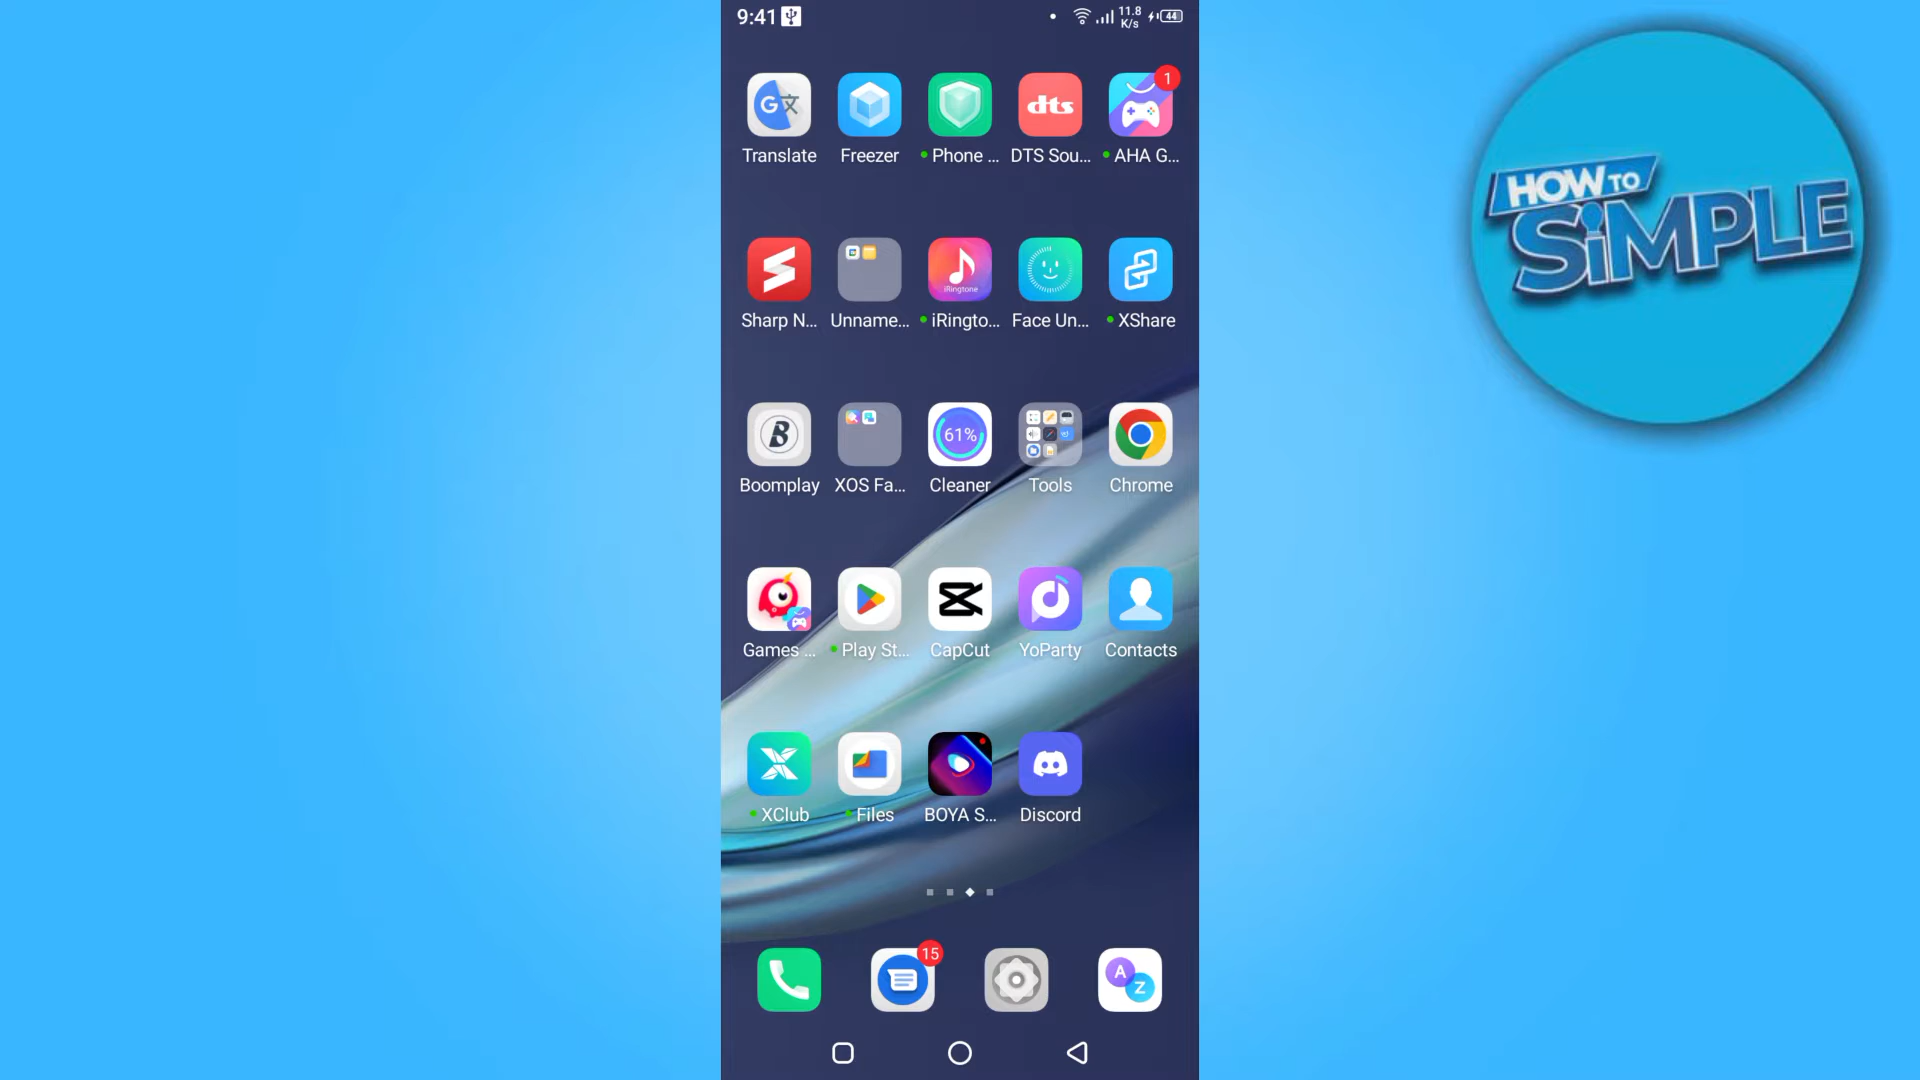 9:41
11.8
K/s
44
1
Translate
Freezer
Phone ...
dts
DTS Sou...
AHA G...
Sharp N...
Unname...
iRingtone
iRingto...
Face Un...
XShare
B
Boomplay
XOS Fa...
61%
Cleaner
Tools
Chrome
Games ...
Play St...
CapCut
YoParty
Contacts
XClub
Files
BOYA S...
Discord
15
A
Z
HOW TO
SiMPLE